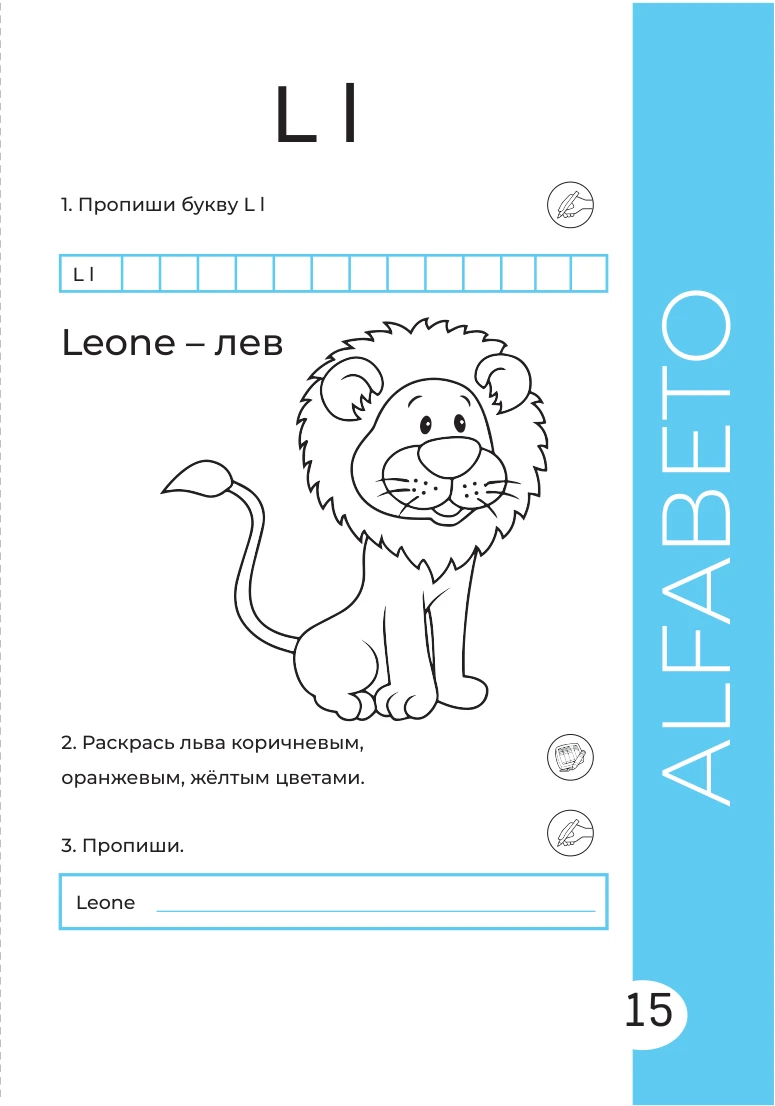 L l
1. Пропиши букву L l
L l
Leone – лев
2. Раскрась льва коричневым,
оранжевым, жёлтым цветами.
3. Пропиши.
Leone
ALFABETO
15